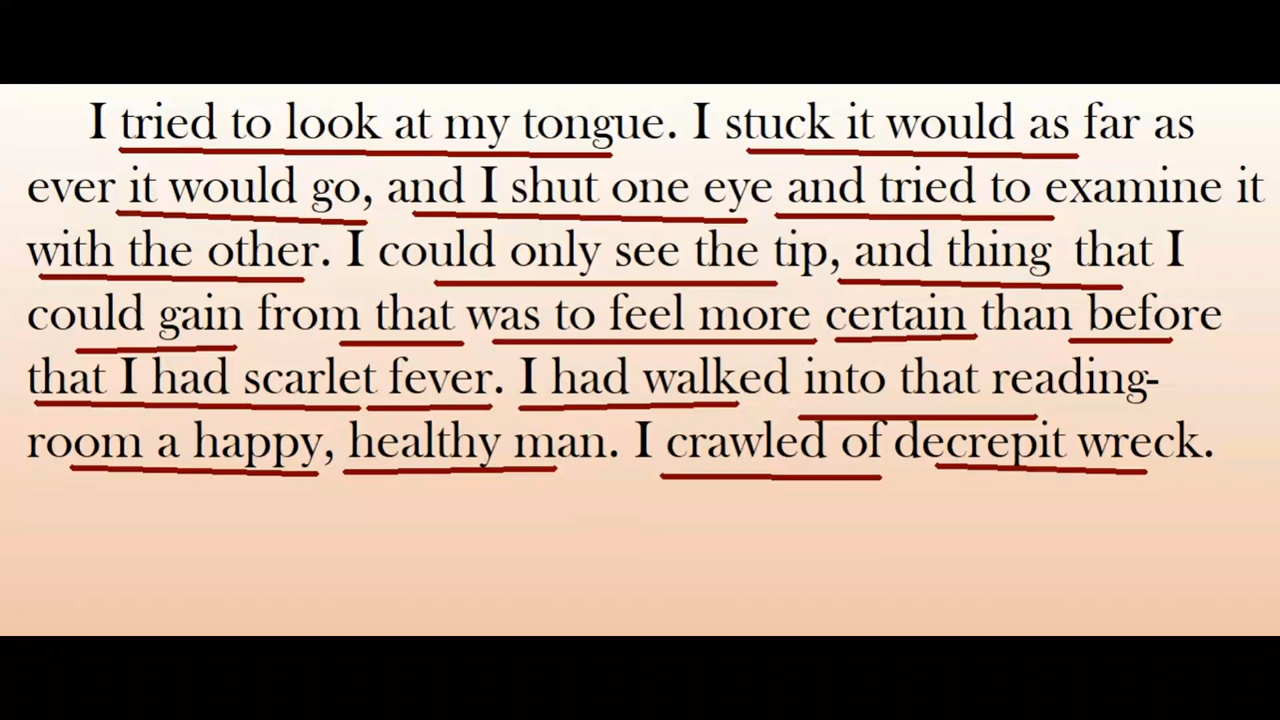 I tried to look at my tongue. I stuck it would as far as
ever it would go, and I shut one eye and tried to examine it
with the other. I could only see the tip, and thing that I
could gain from that was to feel more certain than before
that I had scarlet fever. I had walked into that reading-
room a happy, healthy man. I crawled of decrepit wreck.